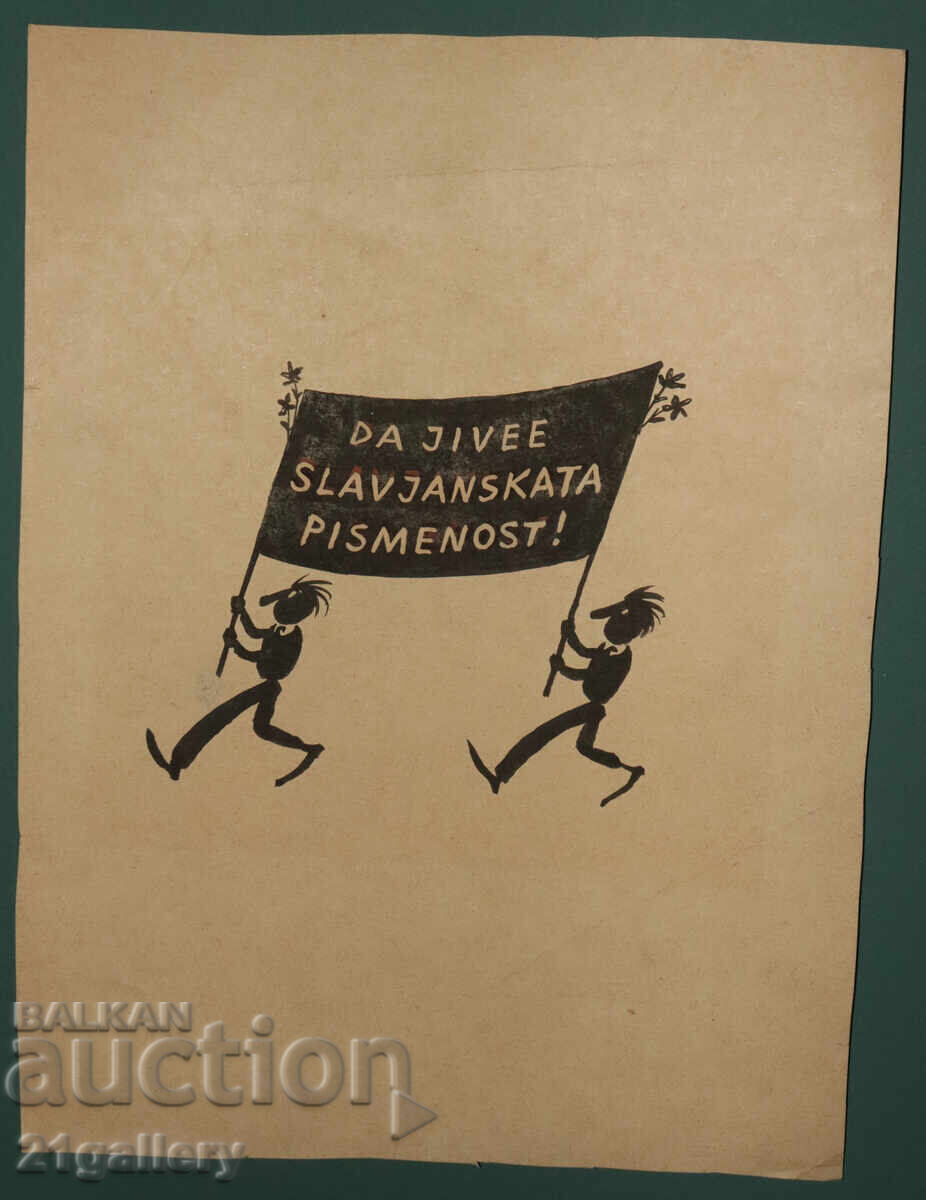 DA JIVEE
SLAVJANSKATA
PISMENOST!
BALKAN
auction
21gallery